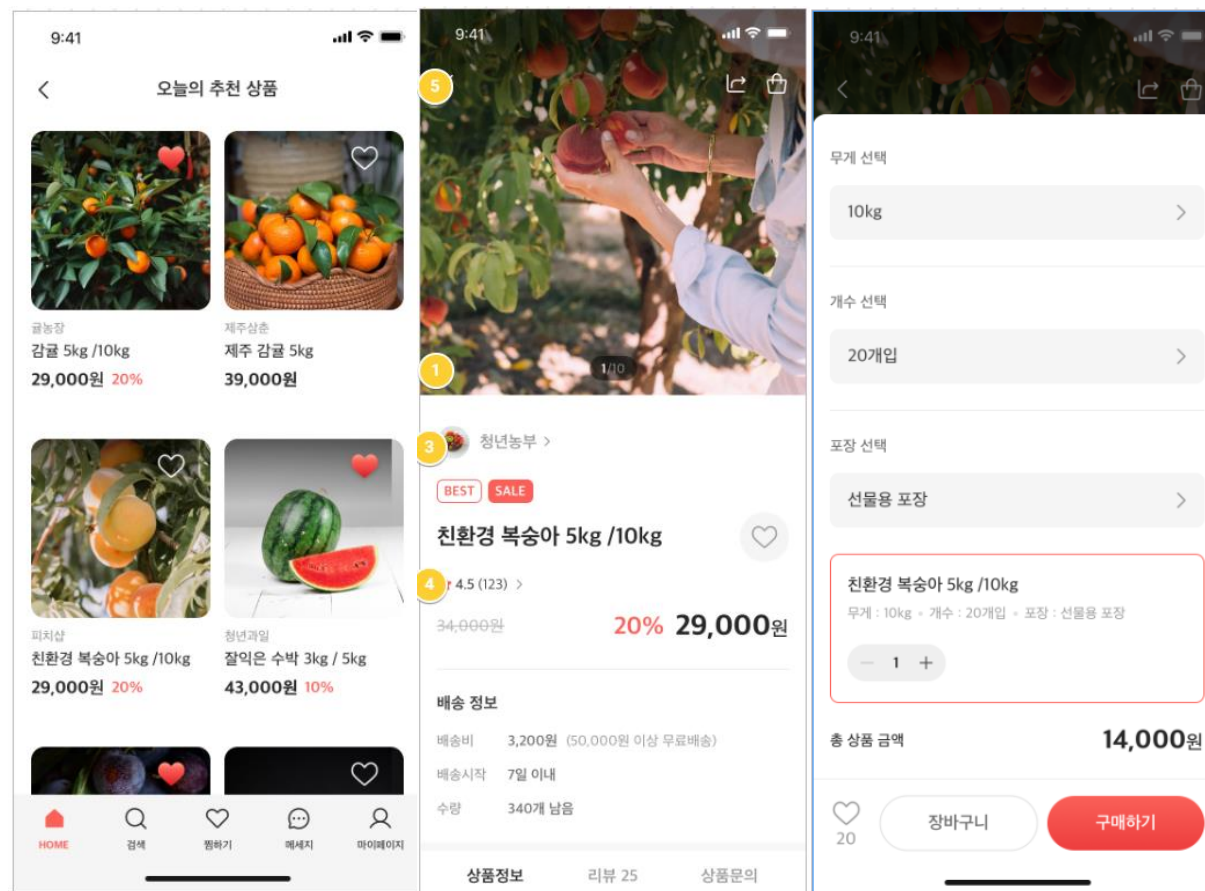 9:41
오늘의 추천 상품
귤농장
감귤 5kg /10kg
29,000원 20%
제주삼춘
제주 감귤 5kg
39,000원
피치샵
친환경 복숭아 5kg /10kg
29,000원 20%
청년과일
잘익은 수박 3kg / 5kg
43,000원 10%
HOME
검색
찜하기
메세지
마이페이지
9:41
5
1
1/10
3
청년농부 >
BEST
SALE
친환경 복숭아 5kg /10kg
4
4.5 (123) >
34,000원
20% 29,000원
배송 정보
배송비 3,200원 (50,000원 이상 무료배송)
배송시작 7일 이내
수량 340개 남음
상품정보
리뷰 25
상품문의
9:41
무게 선택
10kg
개수 선택
20개입
포장 선택
선물용 포장
친환경 복숭아 5kg /10kg
무게 : 10kg • 개수 : 20개입 • 포장 : 선물용 포장
1
총 상품 금액
14,000원
20
장바구니
구매하기